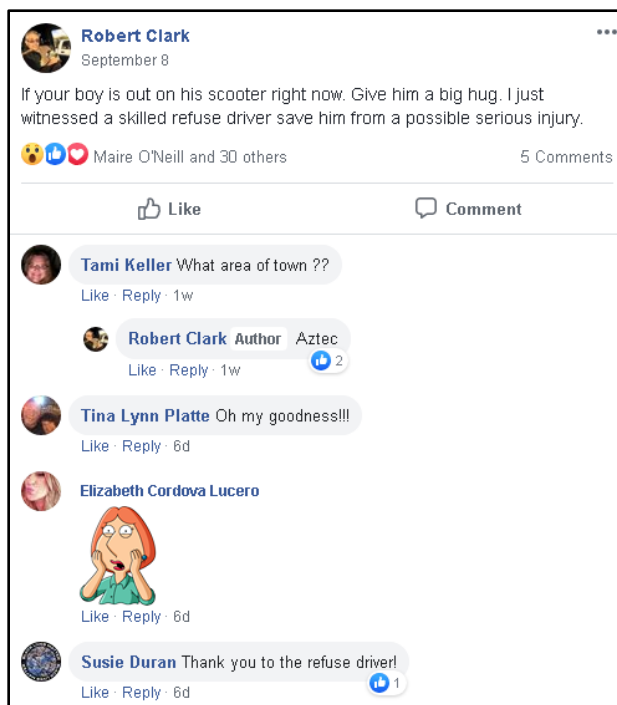 Robert Clark
September 8
If your boy is out on his scooter right now. Give him a big hug. I just
witnessed a skilled refuse driver save him from a possible serious injury.
Maire O'Neill and 30 others 5 Comments
Like Comment
Tami Keller What area of town ??
Like · Reply · 1w
Robert Clark Author Aztec
2
Like · Reply · 1w
Tina Lynn Platte Oh my goodness!!!
Like · Reply · 6d
Elizabeth Cordova Lucero
Like · Reply · 6d
Susie Duran Thank you to the refuse driver!
1
Like · Reply · 6d